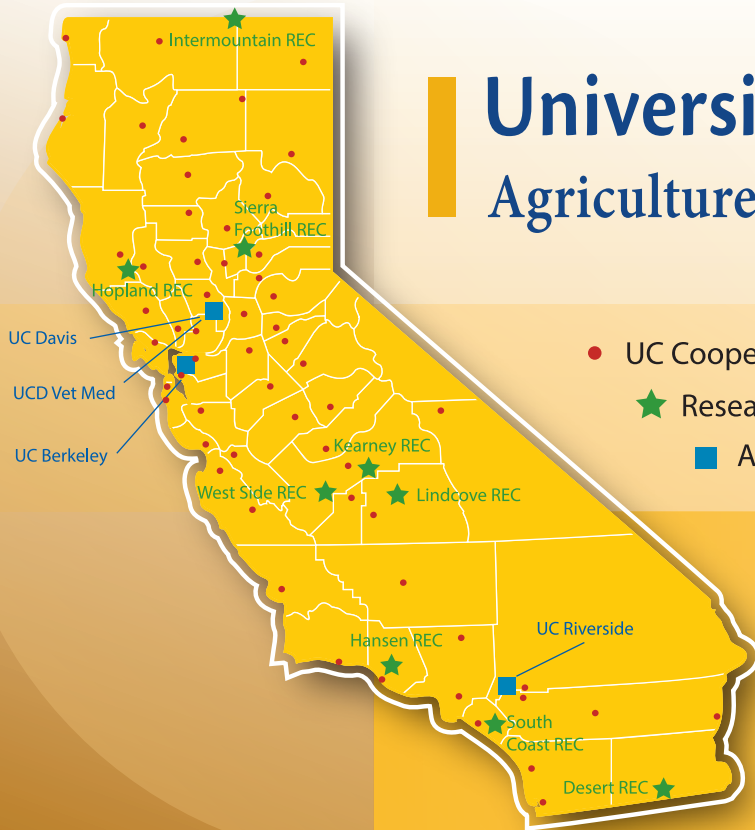 Intermountain REC
Universi
Agriculture
Sierra
Foothill REC
Hopland REC
UC Davis
UCD Vet Med
UC Berkeley
UC Coope
Resea
A
Kearney REC
West Side REC
Lindcove REC
UC Riverside
Hansen REC
South
Coast REC
Desert REC